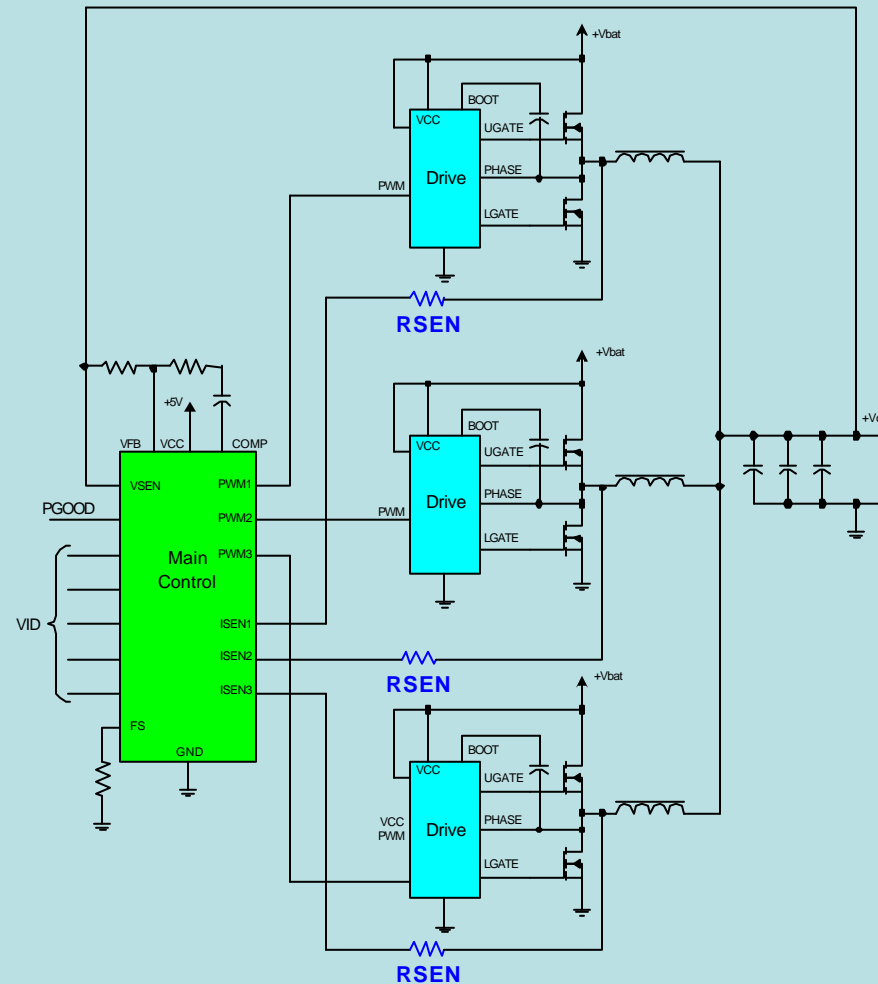 +Vbat
BOOT
VCC
UGATE
Drive
PHASE
PWM
LGATE
RSEN
+Vbat
BOOT
VCC
UGATE
Drive
PHASE
PWM
LGATE
RSEN
+Vbat
BOOT
VCC
UGATE
VCC
PWM
Drive
PHASE
LGATE
RSEN
+5V
VFB
VCC
COMP
VSEN
PWM1
PGOOD
PWM2
PWM3
Main
Control
VID
ISEN1
ISEN2
ISEN3
FS
GND